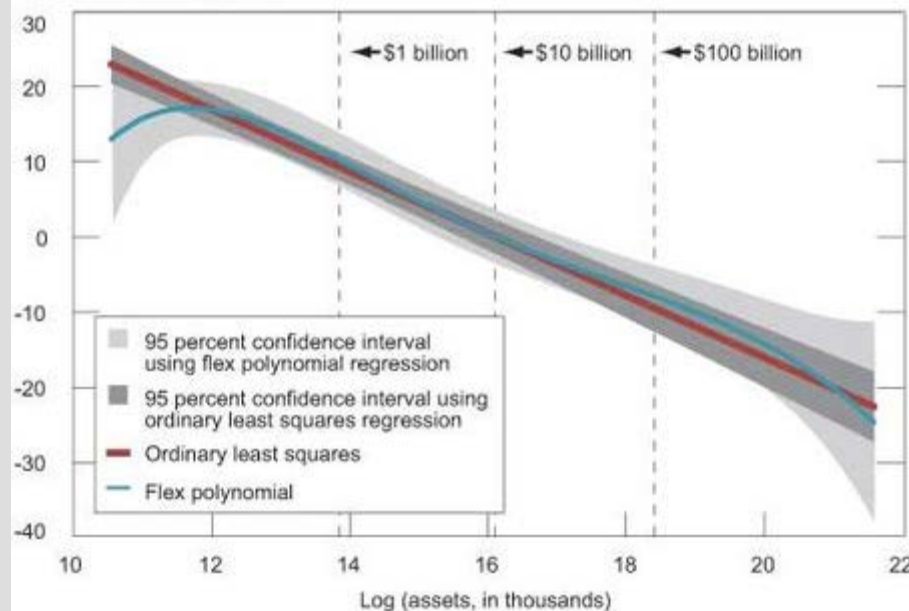 30
20
10
0
-10
-20
-30
-40
$1 billion
$10 billion
$100 billion
95 percent confidence interval
using flex polynomial regression
95 percent confidence interval using
ordinary least squares regression
Ordinary least squares
Flex polynomial
10 12 14 16 18 20 22
Log (assets, in thousands)